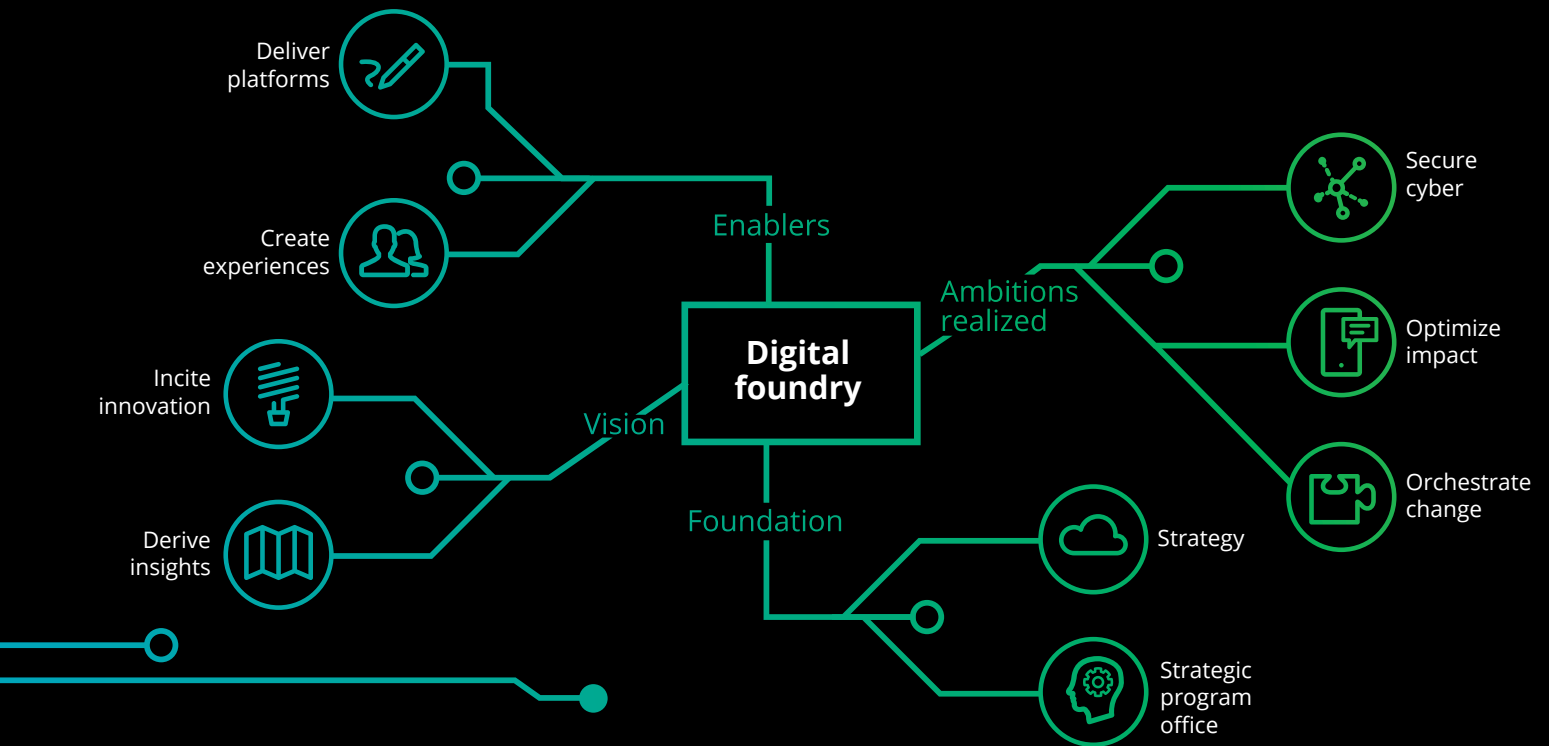 Deliver
platforms
Create
experiences
Enablers
Incite
innovation
Derive
insights
Vision
Digital
foundry
Ambitions
realized
Secure
cyber
Optimize
impact
Orchestrate
change
Foundation
Strategy
Strategic
program
office